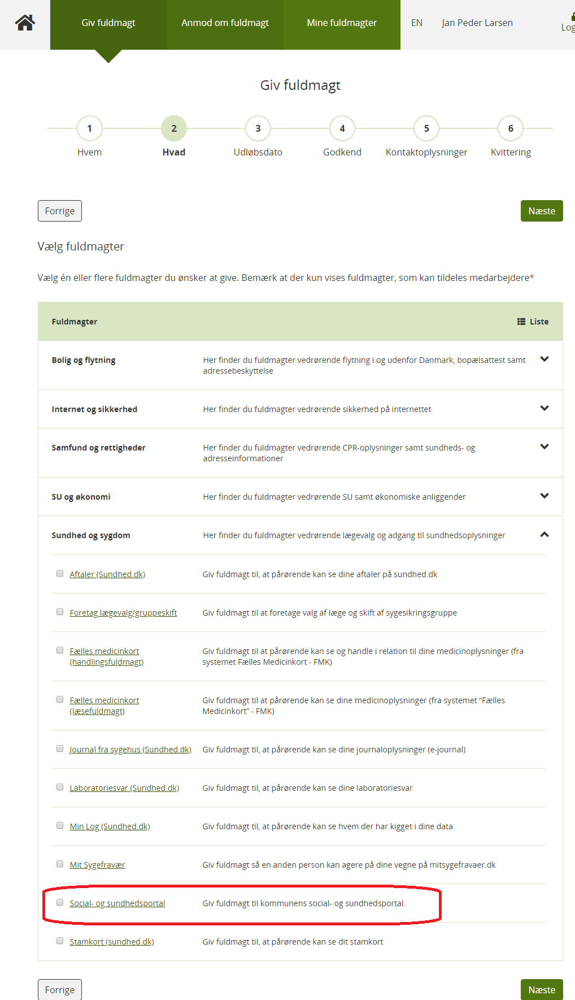 Giv fuldmagt
Anmod om fuldmagt
Mine fuldmagter
EN
Jan Peder Larsen
Log
Giv fuldmagt
1
2
3
4
5
6
Hvem
Hvad
Udløbsdato
Godkend
Kontaktoplysninger
Kvittering
Forrige
Næste
Vælg fuldmagter
Vælg én eller flere fuldmagter du ønsker at give. Bemærk at der kun vises fuldmagter, som kan tildeles medarbejdere*
Fuldmagter
Liste
Bolig og flytning
Her finder du fuldmagter vedrørende flytning i og udenfor Danmark, bopælsattest samt
adressebeskyttelse
Internet og sikkerhed
Her finder du fuldmagter vedrørende sikkerhed på internettet
Samfund og rettigheder
Her finder du fuldmagter vedrørende CPR-oplysninger samt sundheds- og
adresseinformationer
SU og økonomi
Her finder du fuldmagter vedrørende SU samt økonomiske anliggender
Sundhed og sygdom
Her finder du fuldmagter vedrørende lægevalg og adgang til sundhedsoplysninger
Aftaler (Sundhed.dk)
Giv fuldmagt til, at pårørende kan se dine aftaler på sundhed.dk
Foretag lægevalg/gruppeskift
Giv fuldmagt til at foretage valg af læge og skift af sygesikringsgruppe
Fælles medicinkort
(handlingsfuldmagt)
Giv fuldmagt til at pårørende kan se og handle i relation til dine medicinoplysninger (fra
systemet Fælles Medicinkort - FMK)
Fælles medicinkort
(læsefuldmagt)
Giv fuldmagt til at pårørende kan se dine medicinoplysninger (fra systemet “Fælles
Medicinkort” - FMK)
Journal fra sygehus (Sundhed.dk)
Giv fuldmagt til, at pårørende kan se dine journaloplysninger (e-journal)
Laboratoriesvar (Sundhed.dk)
Giv fuldmagt til, at pårørende kan se dine laboratoriesvar
Min Log (Sundhed.dk)
Giv fuldmagt til, at pårørende kan se hvem der har kigget i dine data
Mit Sygefravær
Giv fuldmagt så en anden person kan agere på dine vegne på mitsygefravaer.dk
Social- og sundhedsportal
Giv fuldmagt til kommunens social- og sundhedsportal.
Stamkort (sundhed.dk)
Giv fuldmagt til, at pårørende kan se dit stamkort
Forrige
Næste